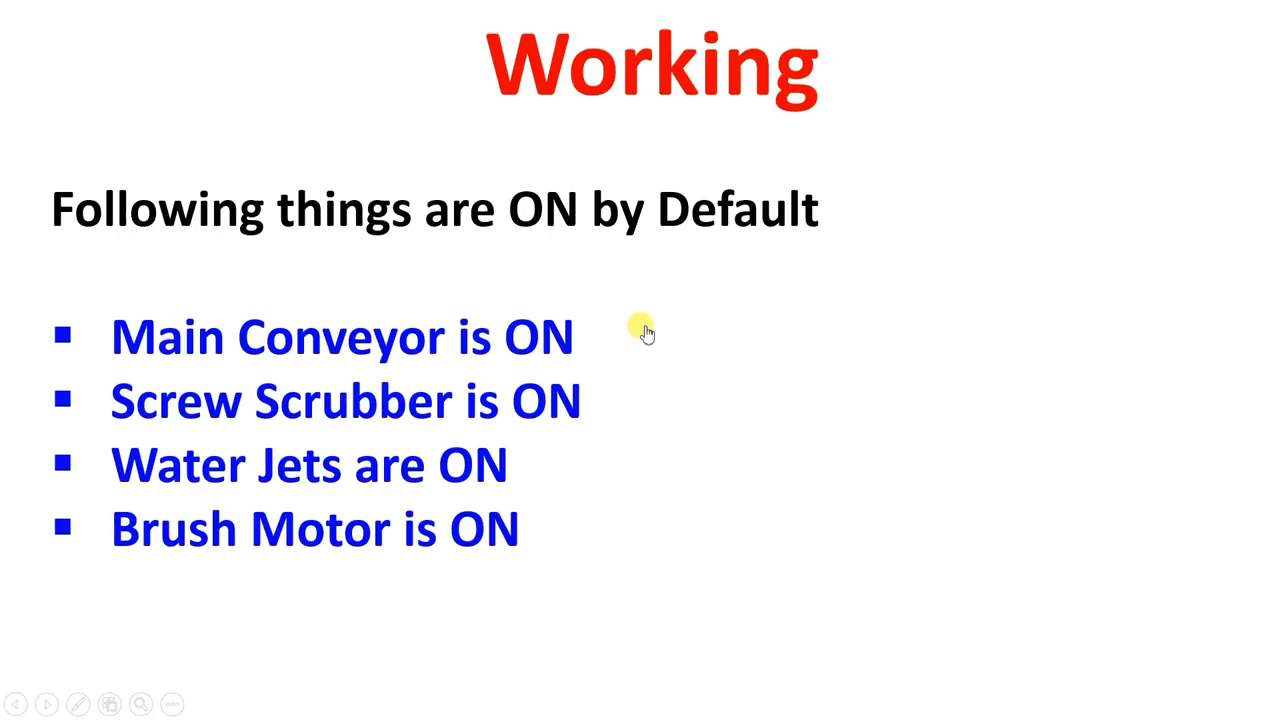 Working
Following things are ON by Default
▪ Main Conveyor is ON
▪ Screw Scrubber is ON
▪ Water Jets are ON
▪ Brush Motor is ON